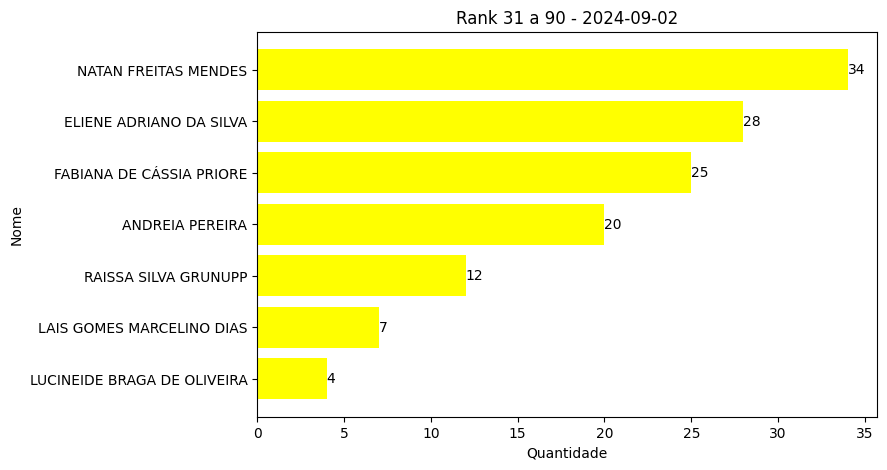 Rank 31 a 90 - 2024-09-02
Nome
NATAN FREITAS MENDES 34
ELIENE ADRIANO DA SILVA 28
FABIANA DE CÁSSIA PRIORE 25
ANDREIA PEREIRA 20
RAISSA SILVA GRUNUPP 12
LAIS GOMES MARCELINO DIAS 7
LUCINEIDE BRAGA DE OLIVEIRA 4
0 5 10 15 20 25 30 35
Quantidade